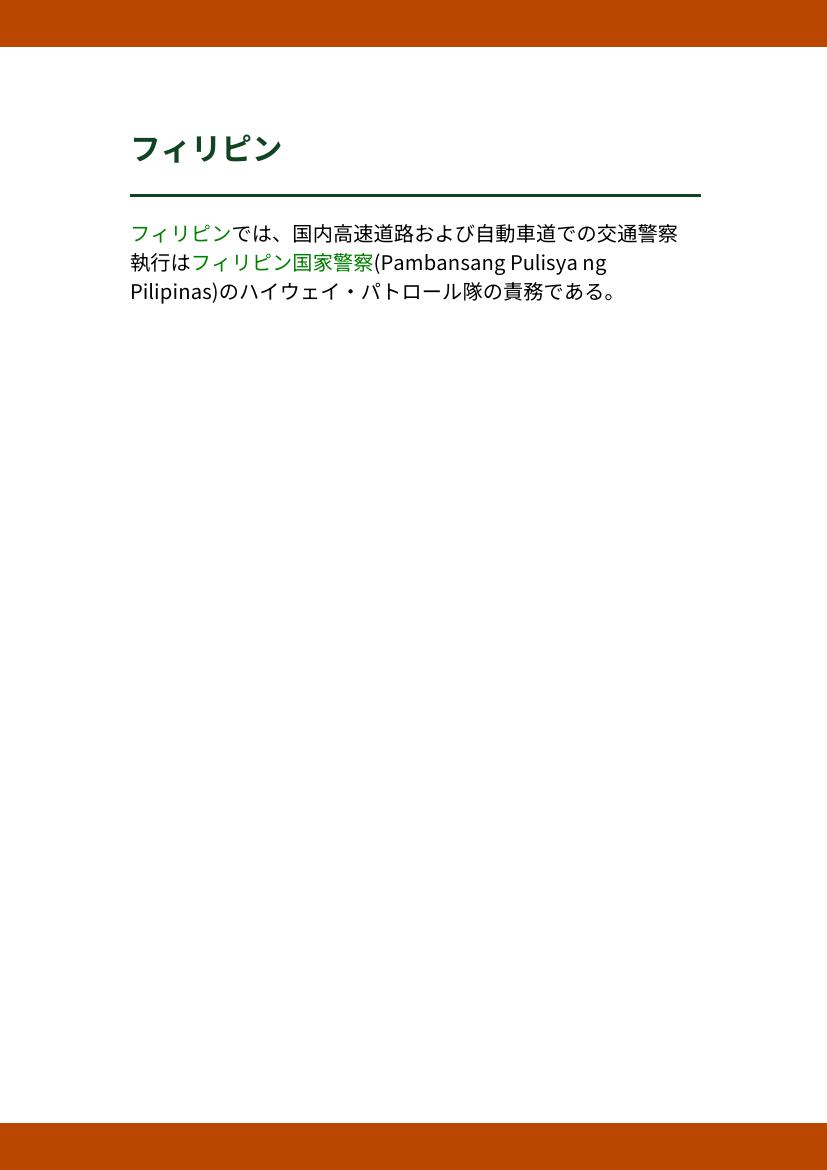 フィリピン
フィリピンでは、国内高速道路および自動車道での交通警察
執行はフィリピン国家警察(Pambansang Pulisya ng
Pilipinas)のハイウェイ・パトロール隊の責務である。